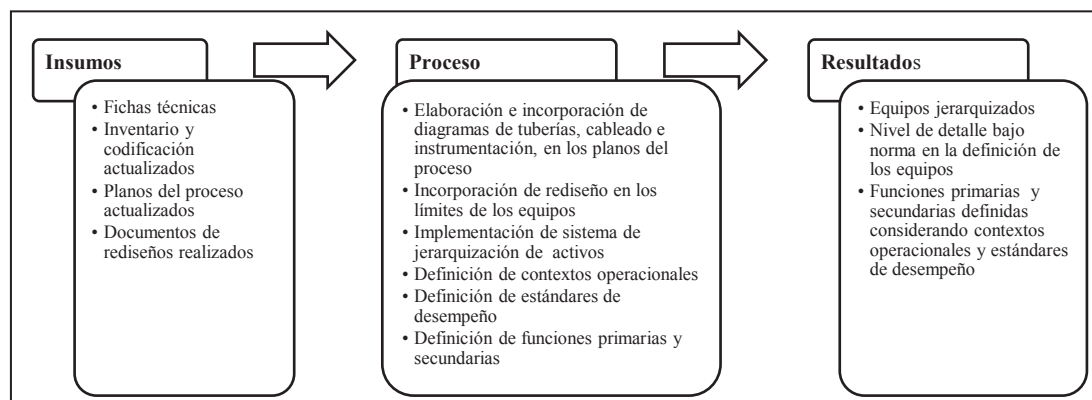 Insumos
• Fichas técnicas
• Inventario y
codificación
actualizados
• Planos del proceso
actualizados
• Documentos de
rediseños realizados
Proceso
• Elaboración e incorporación de
diagramas de tuberías, cableado e
instrumentación, en los planos del
proceso
• Incorporación de rediseño en los
límites de los equipos
• Implementación de sistema de
jerarquización de activos
• Definición de contextos operacionales
• Definición de estándares de
desempeño
• Definición de funciones primarias y
secundarias
Resultados
• Equipos jerarquizados
• Nivel de detalle bajo
norma en la definición de
los equipos
• Funciones primarias y
secundarias definidas
considerando contextos
operacionales y estándares
de desempeño